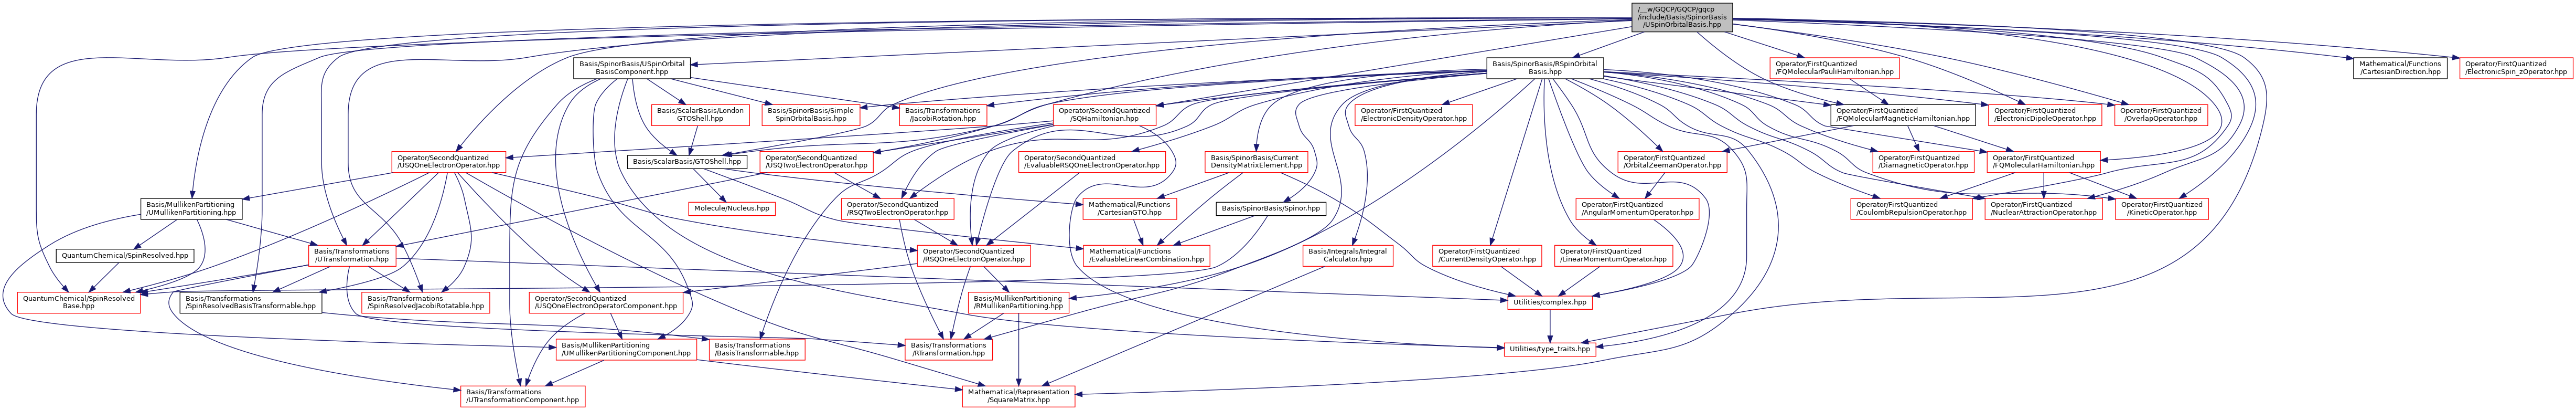 /__w/GQCP/GQCP/gqcp
/include/Basis/SpinorBasis
/USpinOrbitalBasis.hpp
Basis/SpinorBasis/USpinOrbital
BasisComponent.hpp
Basis/SpinorBasis/RSpinOrbital
Basis.hpp
Operator/FirstQuantized
/FQMolecularPauliHamiltonian.hpp
Mathematical/Functions
/CartesianDirection.hpp
Operator/FirstQuantized
/ElectronicSpin_zOperator.hpp
Basis/ScalarBasis/London
GTOShell.hpp
Basis/SpinorBasis/Simple
SpinOrbitalBasis.hpp
Basis/Transformations
/JacobiRotation.hpp
Operator/SecondQuantized
/SQHamiltonian.hpp
Operator/FirstQuantized
/ElectronicDensityOperator.hpp
Operator/FirstQuantized
/FQMolecularMagneticHamiltonian.hpp
Operator/FirstQuantized
/ElectronicDipoleOperator.hpp
Operator/FirstQuantized
/OverlapOperator.hpp
Operator/SecondQuantized
/USQOneElectronOperator.hpp
Basis/ScalarBasis/GTOShell.hpp
Operator/SecondQuantized
/USQTwoElectronOperator.hpp
Operator/SecondQuantized
/EvaluableRSQOneElectronOperator.hpp
Basis/SpinorBasis/Current
DensityMatrixElement.hpp
Operator/FirstQuantized
/OrbitalZeemanOperator.hpp
Operator/FirstQuantized
/DiamagneticOperator.hpp
Operator/FirstQuantized
/FQMolecularHamiltonian.hpp
Basis/MullikenPartitioning
/UMullikenPartitioning.hpp
Molecule/Nucleus.hpp
Operator/SecondQuantized
/RSQTwoElectronOperator.hpp
Mathematical/Functions
/CartesianGTO.hpp
Basis/SpinorBasis/Spinor.hpp
Operator/FirstQuantized
/AngularMomentumOperator.hpp
Operator/FirstQuantized
/CoulombRepulsionOperator.hpp
Operator/FirstQuantized
/NuclearAttractionOperator.hpp
Operator/FirstQuantized
/KineticOperator.hpp
QuantumChemical/SpinResolved.hpp
Basis/Transformations
/UTransformation.hpp
Operator/SecondQuantized
/RSQOneElectronOperator.hpp
Mathematical/Functions
/EvaluableLinearCombination.hpp
Basis/Integrals/Integral
Calculator.hpp
Operator/FirstQuantized
/CurrentDensityOperator.hpp
Operator/FirstQuantized
/LinearMomentumOperator.hpp
QuantumChemical/SpinResolved
Base.hpp
Basis/Transformations
/SpinResolvedBasisTransformable.hpp
Basis/Transformations
/SpinResolvedJacobiRotatable.hpp
Operator/SecondQuantized
/USQOneElectronOperatorComponent.hpp
Basis/MullikenPartitioning
/RMullikenPartitioning.hpp
Utilities/complex.hpp
Basis/MullikenPartitioning
/UMullikenPartitioningComponent.hpp
Basis/Transformations
/BasisTransformable.hpp
Basis/Transformations
/RTransformation.hpp
Utilities/type_traits.hpp
Basis/Transformations
/UTransformationComponent.hpp
Mathematical/Representation
/SquareMatrix.hpp